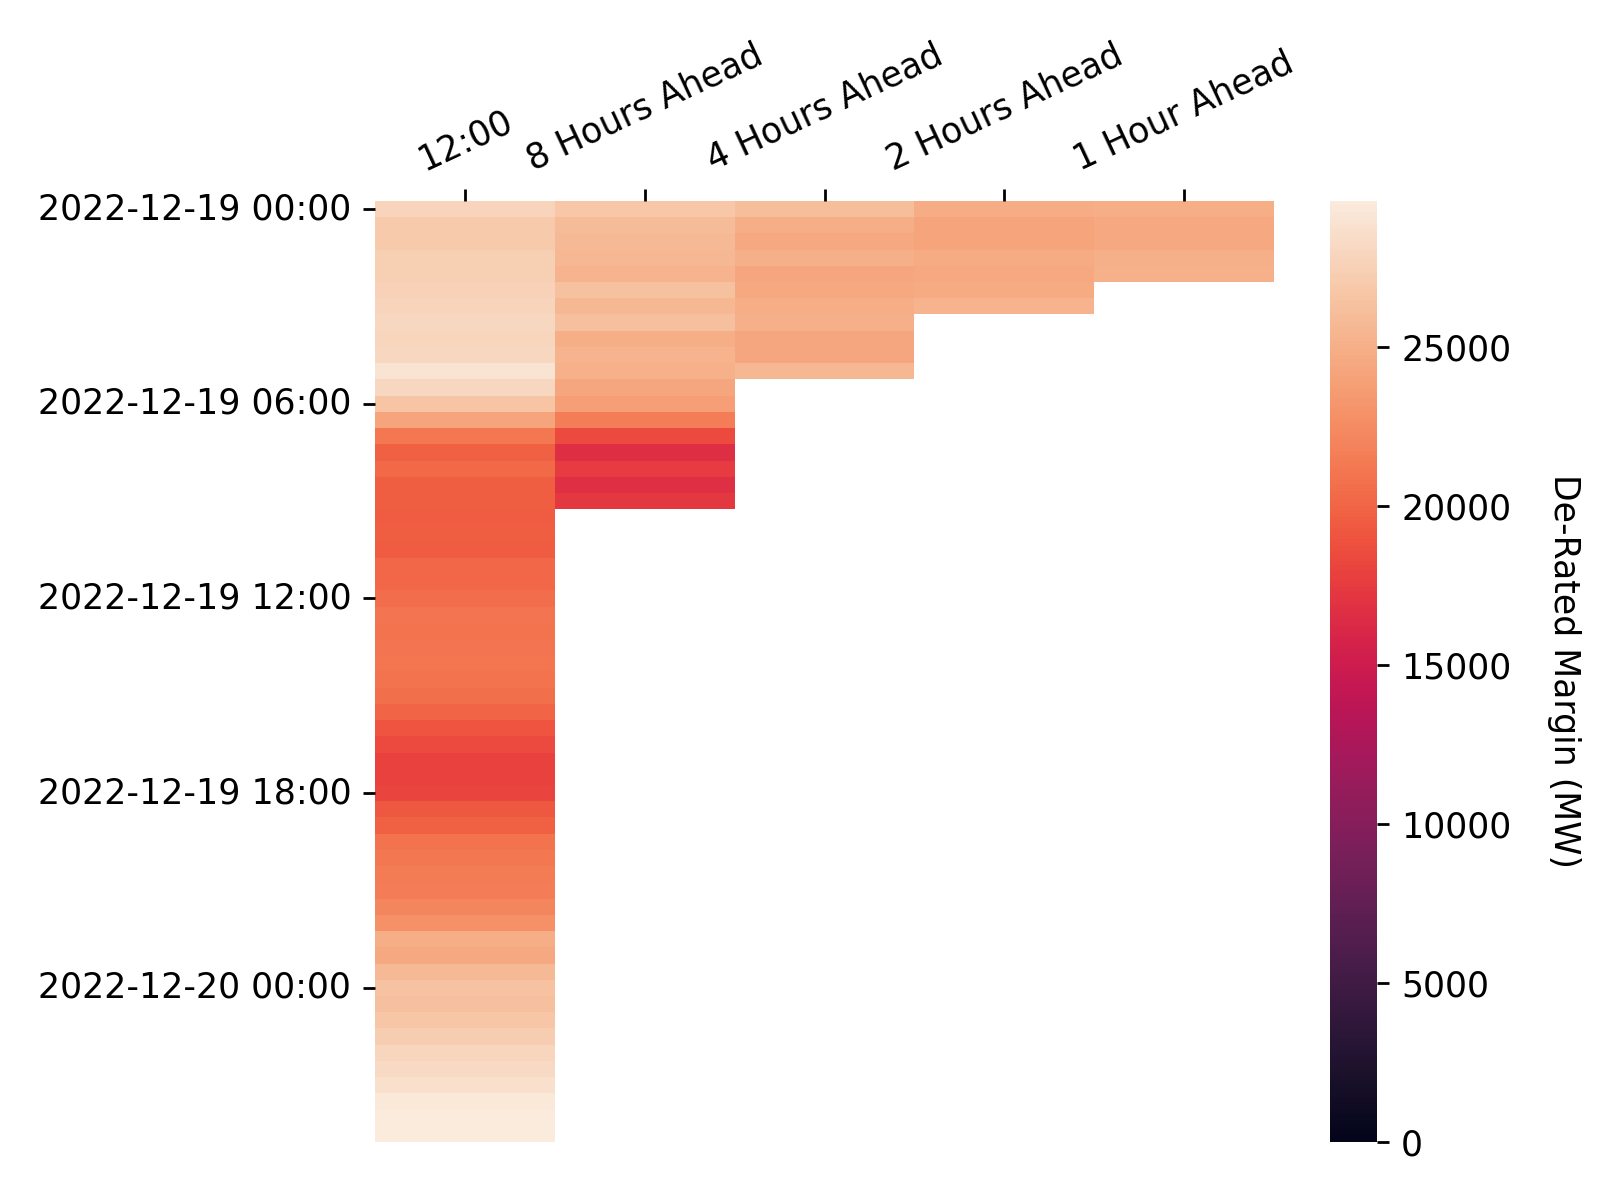 12:00
8 Hours Ahead
4 Hours Ahead
2 Hours Ahead
1 Hour Ahead
2022-12-19 00:00
2022-12-19 06:00
2022-12-19 12:00
2022-12-19 18:00
2022-12-20 00:00
25000
20000
15000
10000
5000
0
De-Rated Margin (MW)